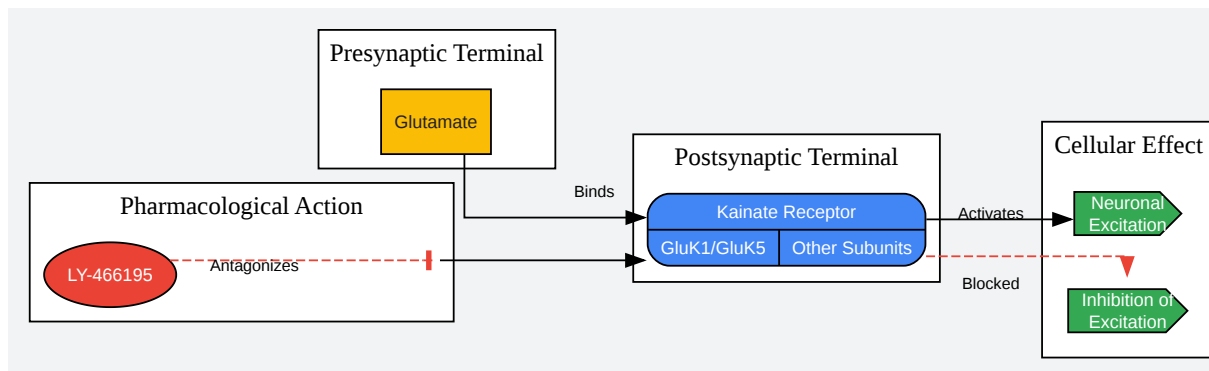 Presynaptic Terminal
Glutamate
Pharmacological Action
LY-466195
Antagonizes
Binds
Postsynaptic Terminal
Kainate Receptor
GluK1/GluK5
Other Subunits
Activates
Blocked
Cellular Effect
Neuronal
Excitation
Inhibition of
Excitation